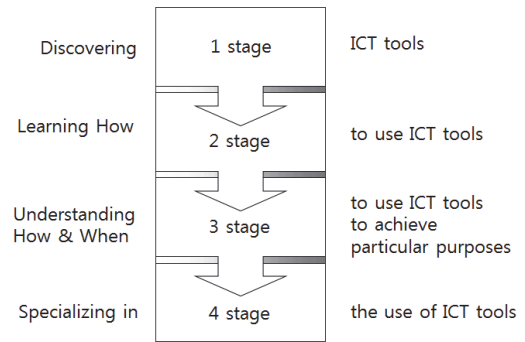 Discovering
1 stage
ICT tools
Learning How
2 stage
to use ICT tools
Understanding
How & When
3 stage
to use ICT tools
to achieve
particular purposes
Specializing in
4 stage
the use of ICT tools